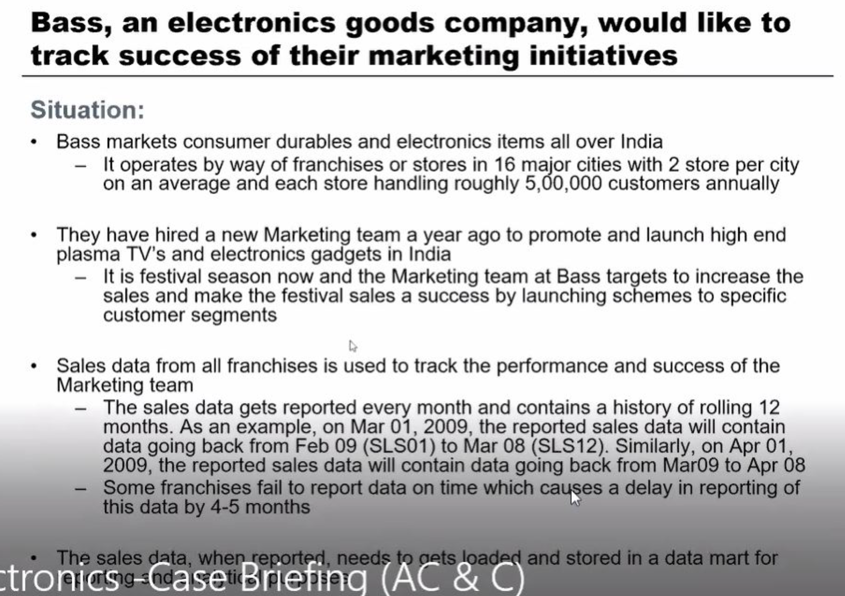 Bass, an electronics goods company, would like to
track success of their marketing initiatives
Situation:
• Bass markets consumer durables and electronics items all over India
– It operates by way of franchises or stores in 16 major cities with 2 store per city
on an average and each store handling roughly 5,00,000 customers annually
• They have hired a new Marketing team a year ago to promote and launch high end
plasma TV's and electronics gadgets in India
– It is festival season now and the Marketing team at Bass targets to increase the
sales and make the festival sales a success by launching schemes to specific
customer segments
• Sales data from all franchises is used to track the performance and success of the
Marketing team
– The sales data gets reported every month and contains a history of rolling 12
months. As an example, on Mar 01, 2009, the reported sales data will contain
data going back from Feb 09 (SLS01) to Mar 08 (SLS12). Similarly, on Apr 01,
2009, the reported sales data will contain data going back from Mar09 to Apr 08
– Some franchises fail to report data on time which causes a delay in reporting of
this data by 4-5 months
• The sales data, when reported, needs to gets loaded and stored in a data mart for
reporting and analytical purposes
ctronics -Case Briefing (AC & C)